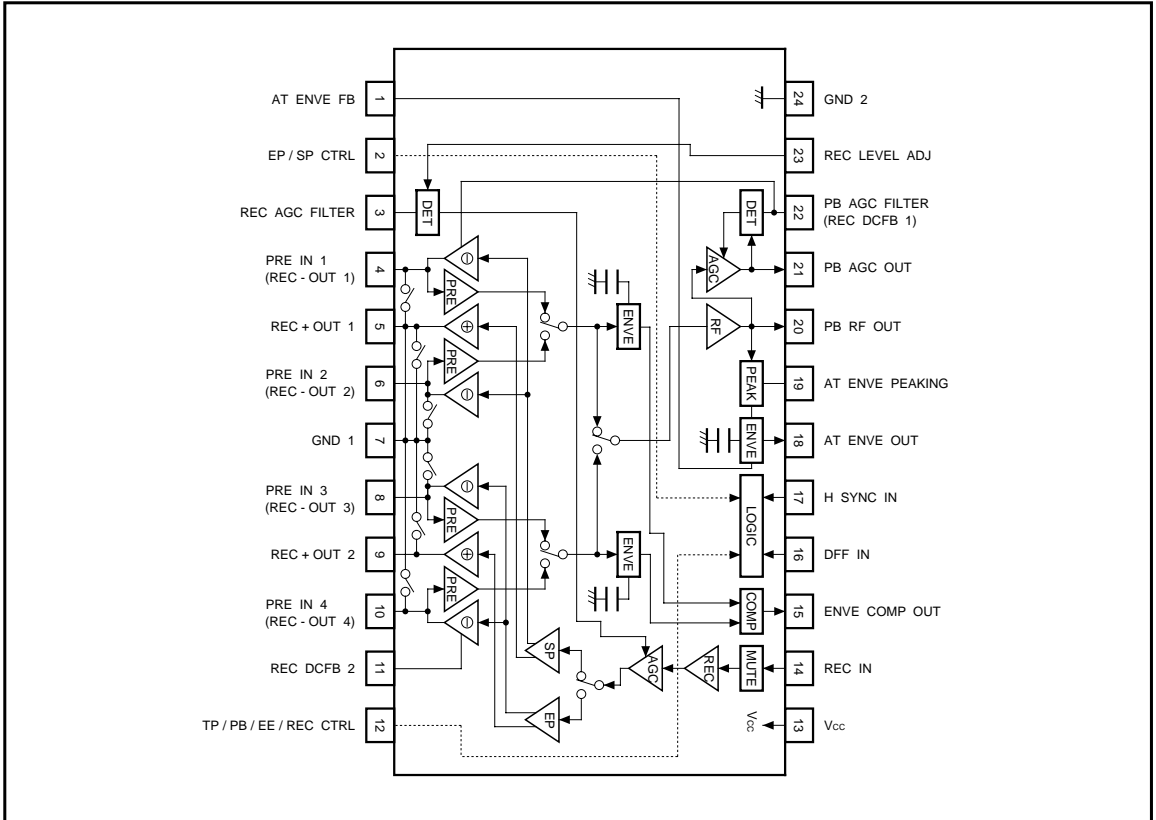 AT ENVE FB
1
EP / SP CTRL
2
REC AGC FILTER
3
PRE IN 1
(REC - OUT 1)
4
REC + OUT 1
5
PRE IN 2
(REC - OUT 2)
6
GND 1
7
PRE IN 3
(REC - OUT 3)
8
REC + OUT 2
9
PRE IN 4
(REC - OUT 4)
10
REC DCFB 2
11
TP / PB / EE / REC CTRL
12
DET
PRE
PRE
PRE
PRE
ENVE
ENVE
SP
EP
AGC
REC
MUTE
DET
AGC
RF
PEAK
ENVE
LOGIC
COMP
Vcc
24
GND 2
23
REC LEVEL ADJ
22
PB AGC FILTER
(REC DCFB 1)
21
PB AGC OUT
20
PB RF OUT
19
AT ENVE PEAKING
18
AT ENVE OUT
17
H SYNC IN
16
DFF IN
15
ENVE COMP OUT
14
REC IN
13
Vcc